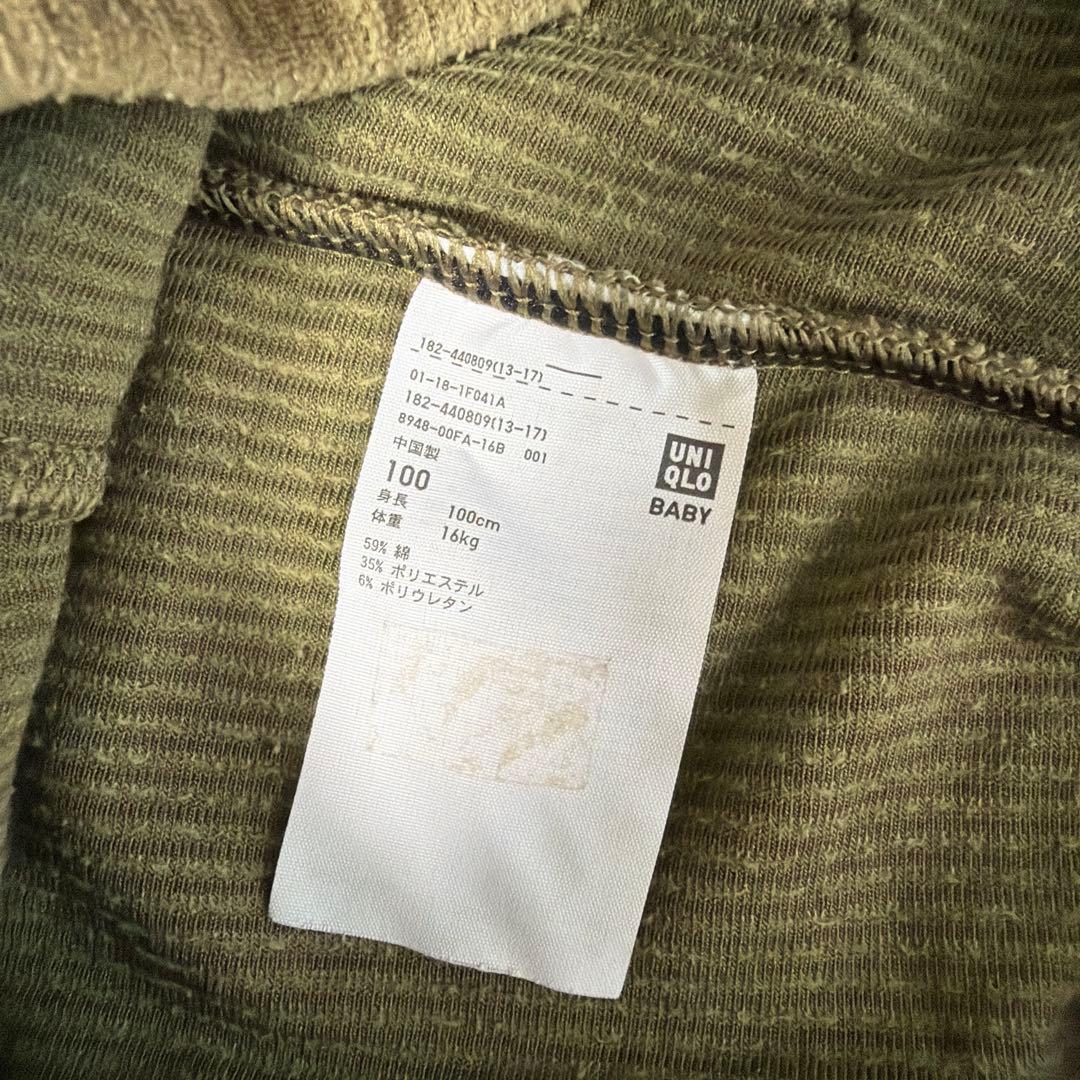 182-440809(13-17)
01-18-1F041A
182-440809(13-17)
8948-00FA-16B 001
中国製
100
身長 100cm
体重 16kg
59% 綿
35% ポリエステル
6% ポリウレタン
UNI
QLO
BABY